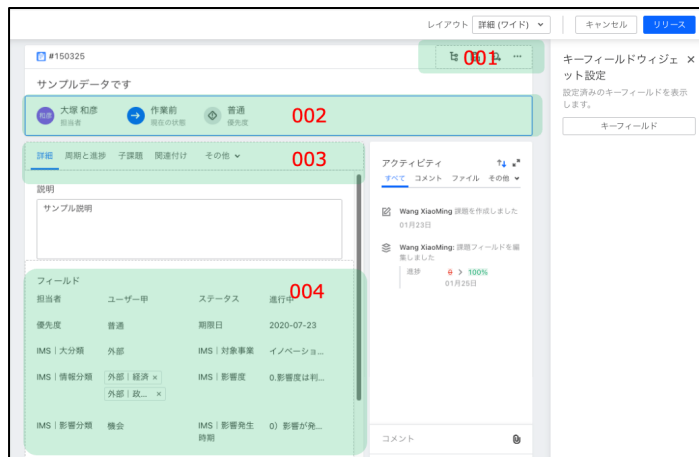 レイアウト 詳細 (ワイド) キャンセル リリース
#150325
001
サンプルデータです
和彦 大塚 和彦 作業前 普通
担当者 現在の状態 優先度
002
詳細 周期と進捗 子課題 関連付け その他
003
説明
サンプル説明
フィールド
004
担当者 ユーザー甲 ステータス 進行中
優先度 普通 期限日 2020-07-23
IMS|大分類 外部 IMS|対象事業 イノベーショ...
IMS|情報分類 外部|経済 × IMS|影響度 0.影響度は判...
外部|政... ×
IMS|影響分類 機会 IMS|影響発生 0）影響が発...
時期
アクティビティ
すべて コメント ファイル その他
Wang XiaoMing 課題を作成しました
01月23日
Wang XiaoMing: 課題フィールドを編
集しました
進捗 0 > 100%
01月26日
コメント
キーフィールドウィジェ ×
ット設定
設定済みのキーフィールドを表示
します。
キーフィールド